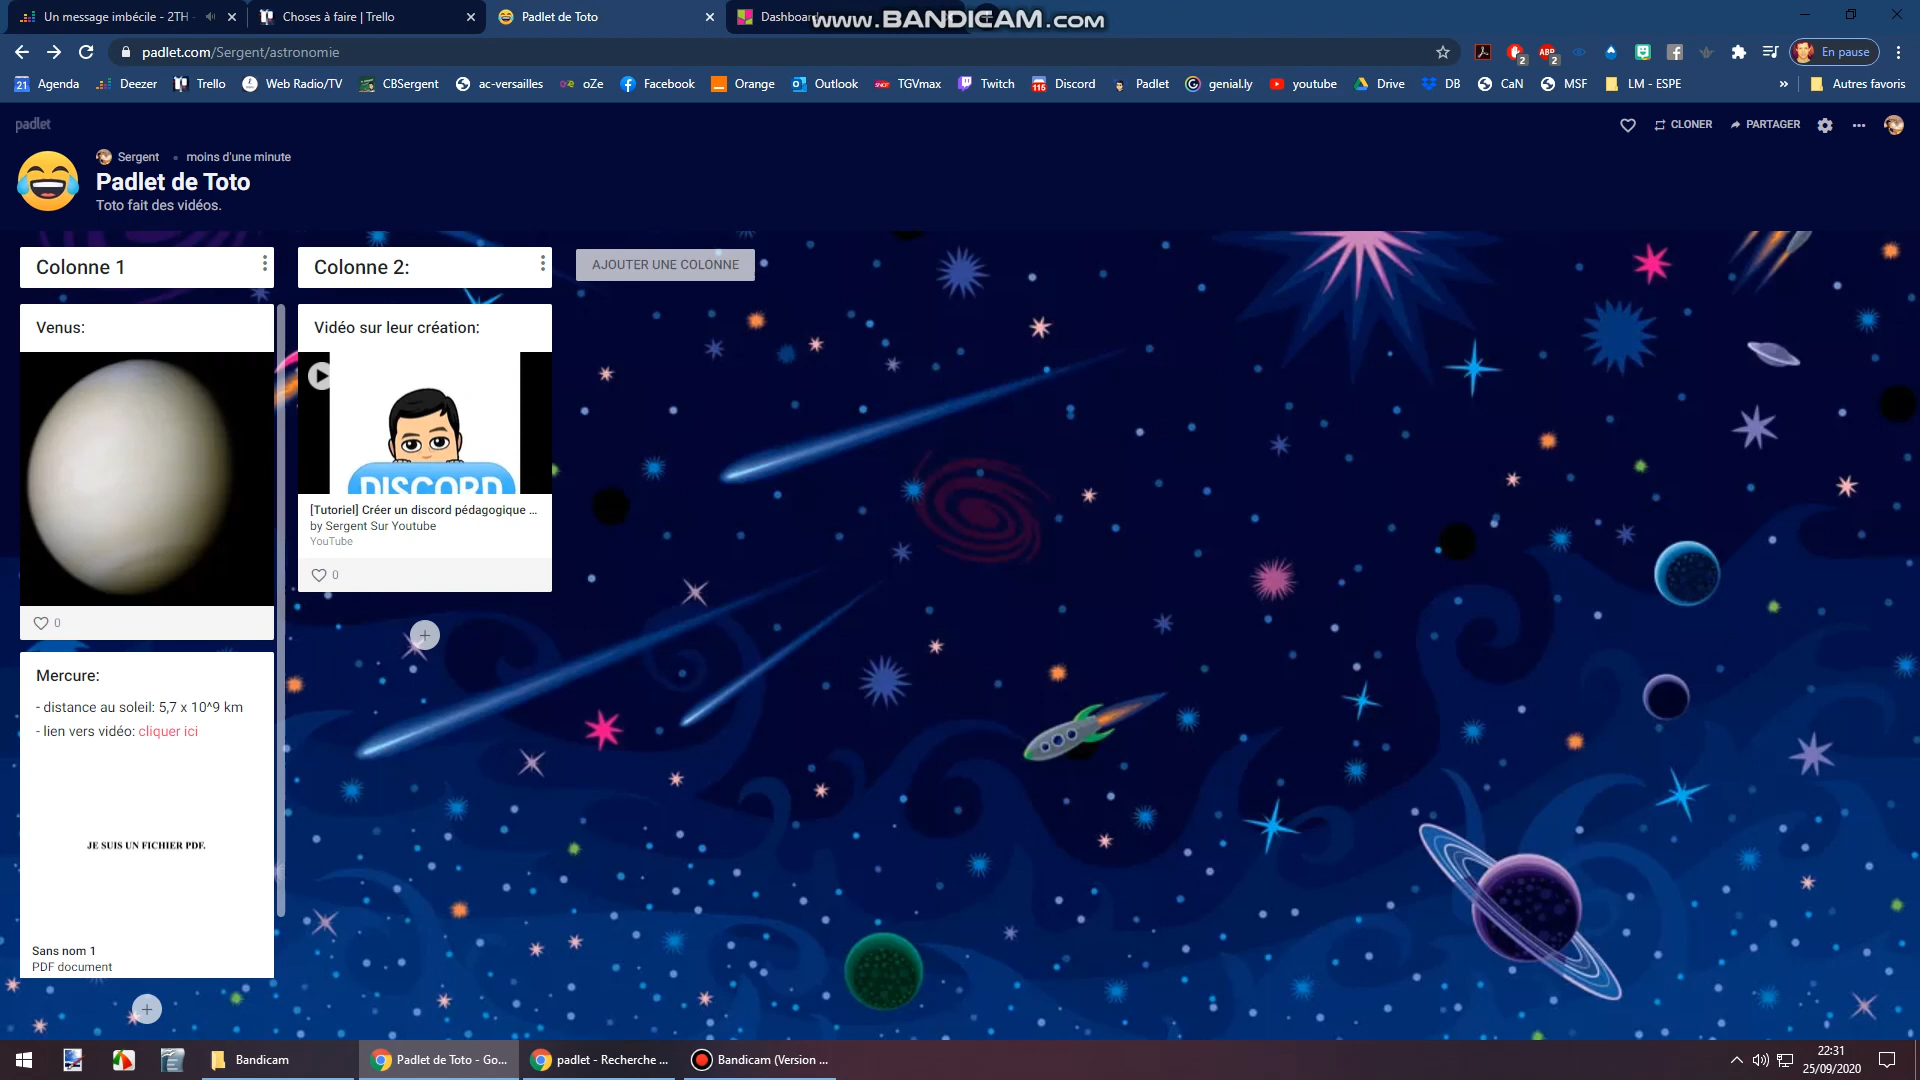 Un message imbécile - 2TH
Choses à faire | Trello
Padlet de Toto
Dashboard
www.BANDICAM.com
padlet.com/Sergent/astronomie
2
ABP
2
En pause
21
Agenda
Deezer
Trello
Web Radio/TV
CBSergent
ac-versailles
oZe
Facebook
Orange
Outlook
SNCF
TGVmax
Twitch
115
Discord
Padlet
genial.ly
youtube
Drive
DB
CaN
MSF
LM - ESPE
»
Autres favoris
padlet
CLONER
PARTAGER
Sergent
moins d'une minute
Padlet de Toto
Toto fait des vidéos.
Colonne 1
Colonne 2:
AJOUTER UNE COLONNE
Venus:
0
Mercure:
- distance au soleil: 5,7 x 10^9 km
- lien vers vidéo: cliquer ici
JE SUIS UN FICHIER PDF.
Sans nom 1
PDF document
Vidéo sur leur création:
DISCORD
[Tutoriel] Créer un discord pédagogique ...
by Sergent Sur Youtube
YouTube
0
Bandicam
Padlet de Toto - Go...
padlet - Recherche ...
Bandicam (Version ...
22:31
25/09/2020